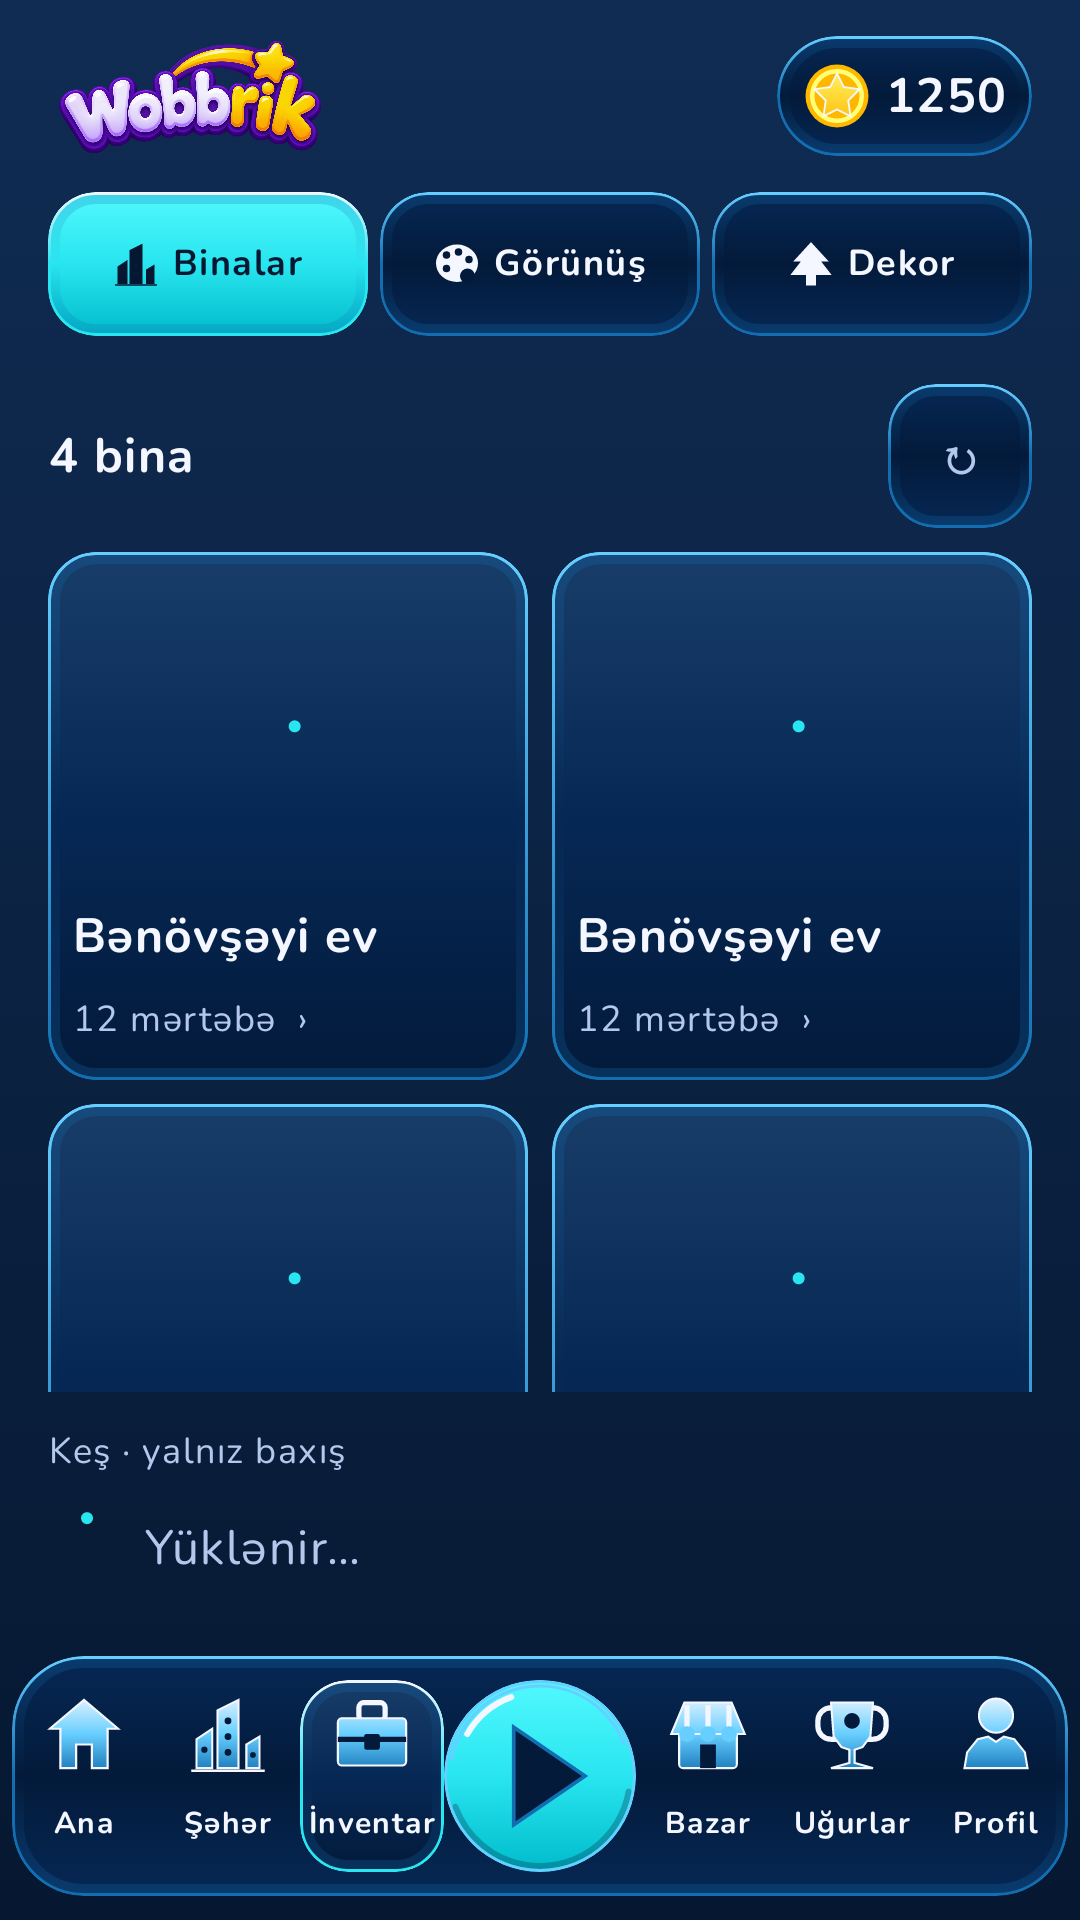 Wobbrik
1250
Binalar
Görünüş
Dekor
4 bina
Bənövşəyi ev
Bənövşəyi ev
12 mərtəbə ›
12 mərtəbə ›
Keş · yalnız baxış
Yüklənir...
Ana
Şəhər
İnventar
Bazar
Uğurlar
Profil